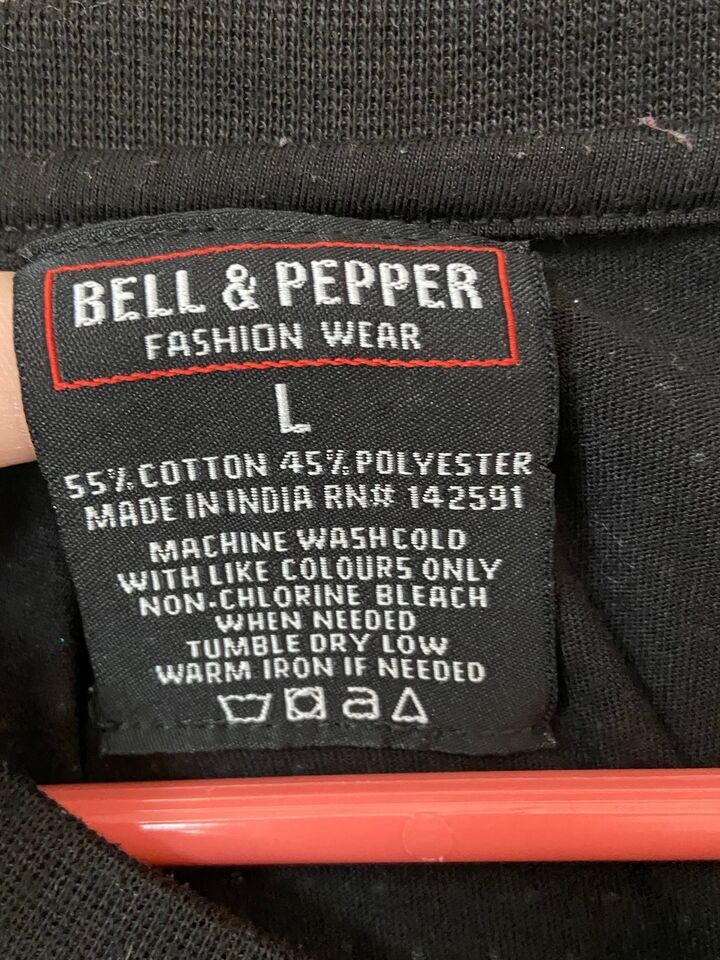 BELL & PEPPER
FASHION WEAR
L
55% COTTON 45% POLYESTER
MADE IN INDIA RN# 142591
MACHINE WASH COLD
WITH LIKE COLOURS ONLY
NON-CHLORINE BLEACH
WHEN NEEDED
TUMBLE DRY LOW
WARM IRON IF NEEDED